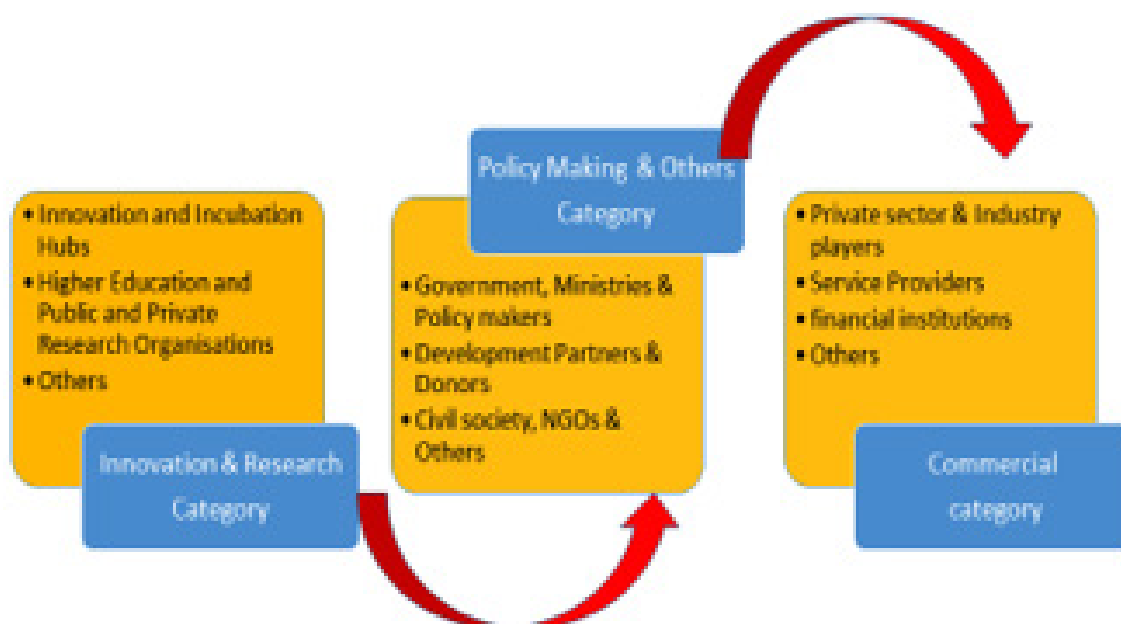 • Innovation and Incubation
Hubs
• Higher Education and
Public and Private
Research Organisations
• Others
Innovation & Research
Category
Policy Making & Others
Category
• Government, Ministries &
Policy makers
• Development Partners &
Donors
• Civil society, NGOs &
Others
• Private sector & Industry
players
• Service Providers
• financial institutions
• Others
Commercial
category